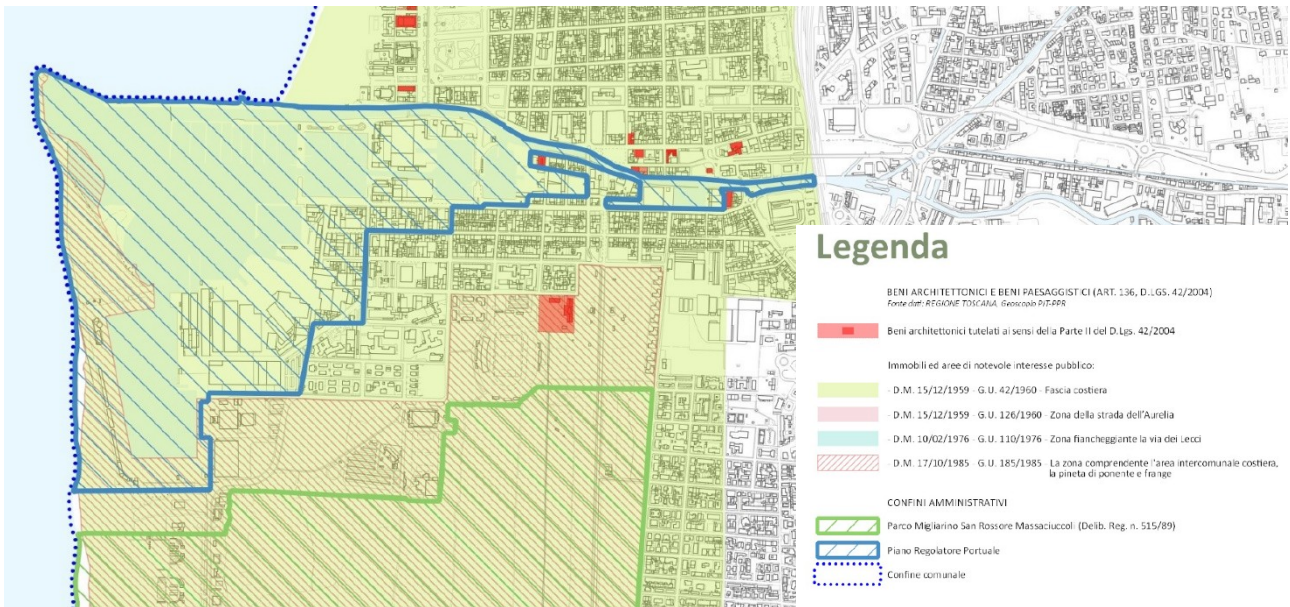 Legenda
BENI ARCHITETTONICI E BENI PAESAGGISTICI (ART. 136, D.LGS. 42/2004)
Fonte dati: REGIONE TOSCANA, Geoscopio PIT-PPR
Beni architettonici tutelati ai sensi della Parte II del D.Lgs. 42/2004
Immobili ed aree di notevole interesse pubblico:
- D.M. 15/12/1959 - G.U. 42/1960 - Fascia costiera
- D.M. 15/12/1959 - G.U. 126/1960 - Zona della strada dell'Aurelia
- D.M. 10/02/1976 - G.U. 110/1976 - Zona fiancheggiante la via dei Lecci
- D.M. 17/10/1985 - G.U. 185/1985 - La zona comprendente l'area intercomunale costiera,
la pineta di ponente e frange
CONFINI AMMINISTRATIVI
Parco Migliarino San Rossore Massaciuccoli (Delib. Reg. n. 515/89)
Piano Regolatore Portuale
Confine comunale